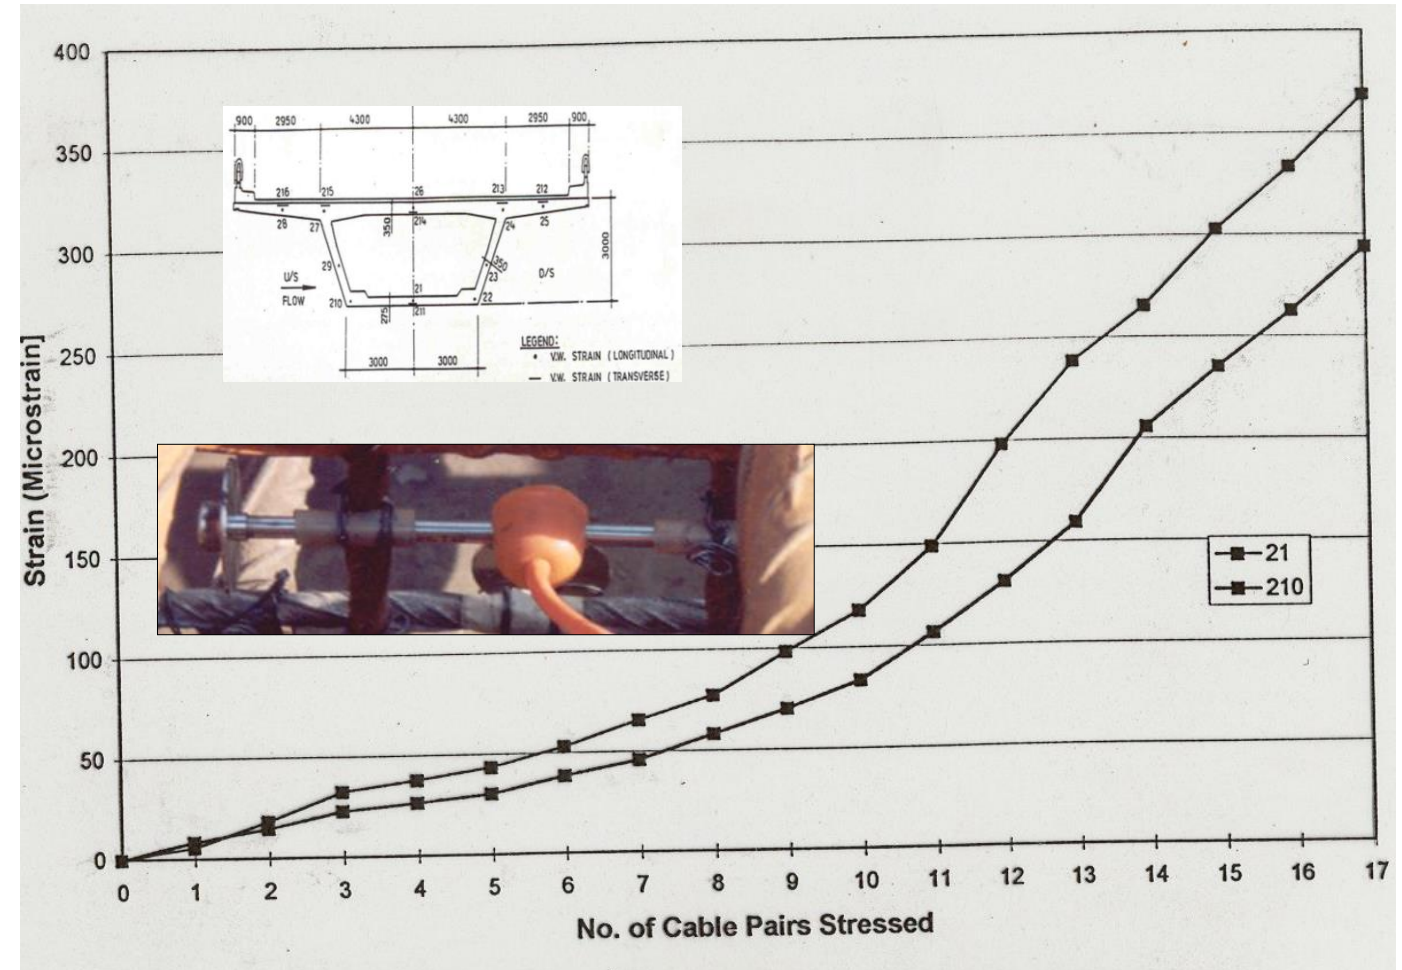 400
350
300
250
200
150
100
50
0
Strain (Microstrain]
0 1 2 3 4 5 6 7 8 9 10 11 12 13 14 15 16 17
No. of Cable Pairs Stressed
21
210
900 2950 4300 4300 2950 900
216 215 26 213 212
28 27 350 214 24 25
29 350 23 3000
U/S
FLOW
D/S
210 21 22
275 211
3000 3000
LEGEND:
• V.W. STRAIN (LONGITUDINAL)
— V.W. STRAIN (TRANSVERSE)